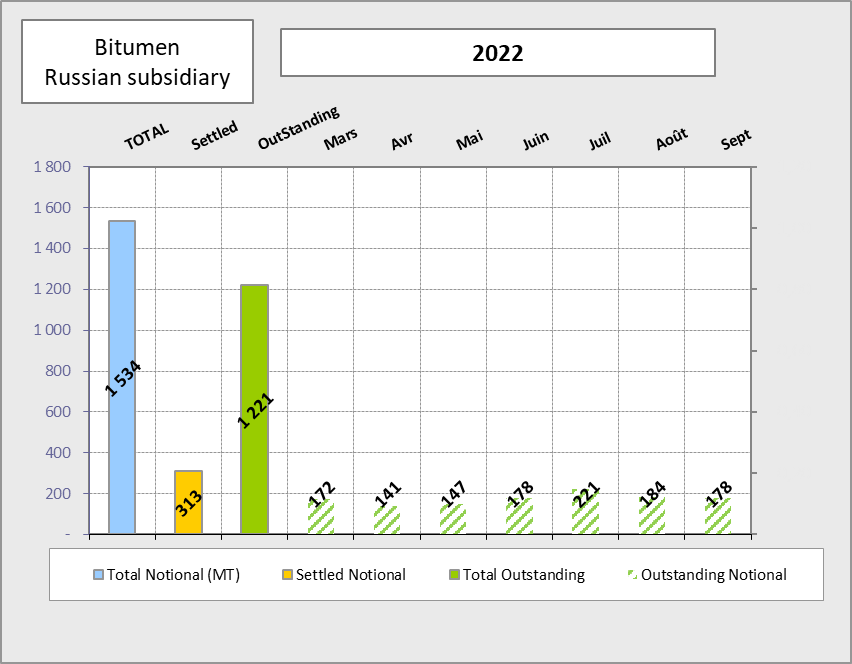 Bitumen
Russian subsidiary
2022
TOTAL
Settled
OutStanding
Mars
Avr
Mai
Juin
Juil
Août
Sept
1 800
1 600
1 400
1 200
1 000
800
600
400
200
-
1 534
313
1 221
172
141
147
178
221
184
178
Total Notional (MT)
Settled Notional
Total Outstanding
Outstanding Notional